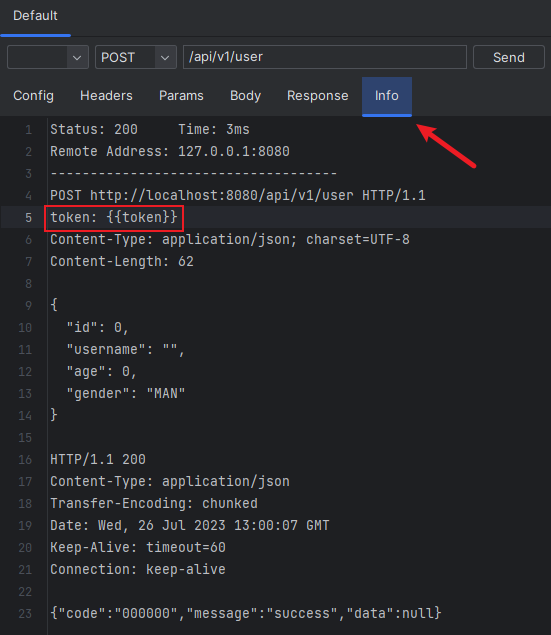 Default
POST /api/v1/user Send
Config Headers Params Body Response Info
1 Status: 200     Time: 3ms
2 Remote Address: 127.0.0.1:8080
3 ------------------------------------
4 POST http://localhost:8080/api/v1/user HTTP/1.1
5 token: {{token}}
6 Content-Type: application/json; charset=UTF-8
7 Content-Length: 62
8
9 {
10   "id": 0,
11   "username": "",
12   "age": 0,
13   "gender": "MAN"
14 }
15
16 HTTP/1.1 200
17 Content-Type: application/json
18 Transfer-Encoding: chunked
19 Date: Wed, 26 Jul 2023 13:00:07 GMT
20 Keep-Alive: timeout=60
21 Connection: keep-alive
22
23 {"code":"000000","message":"success","data":null}